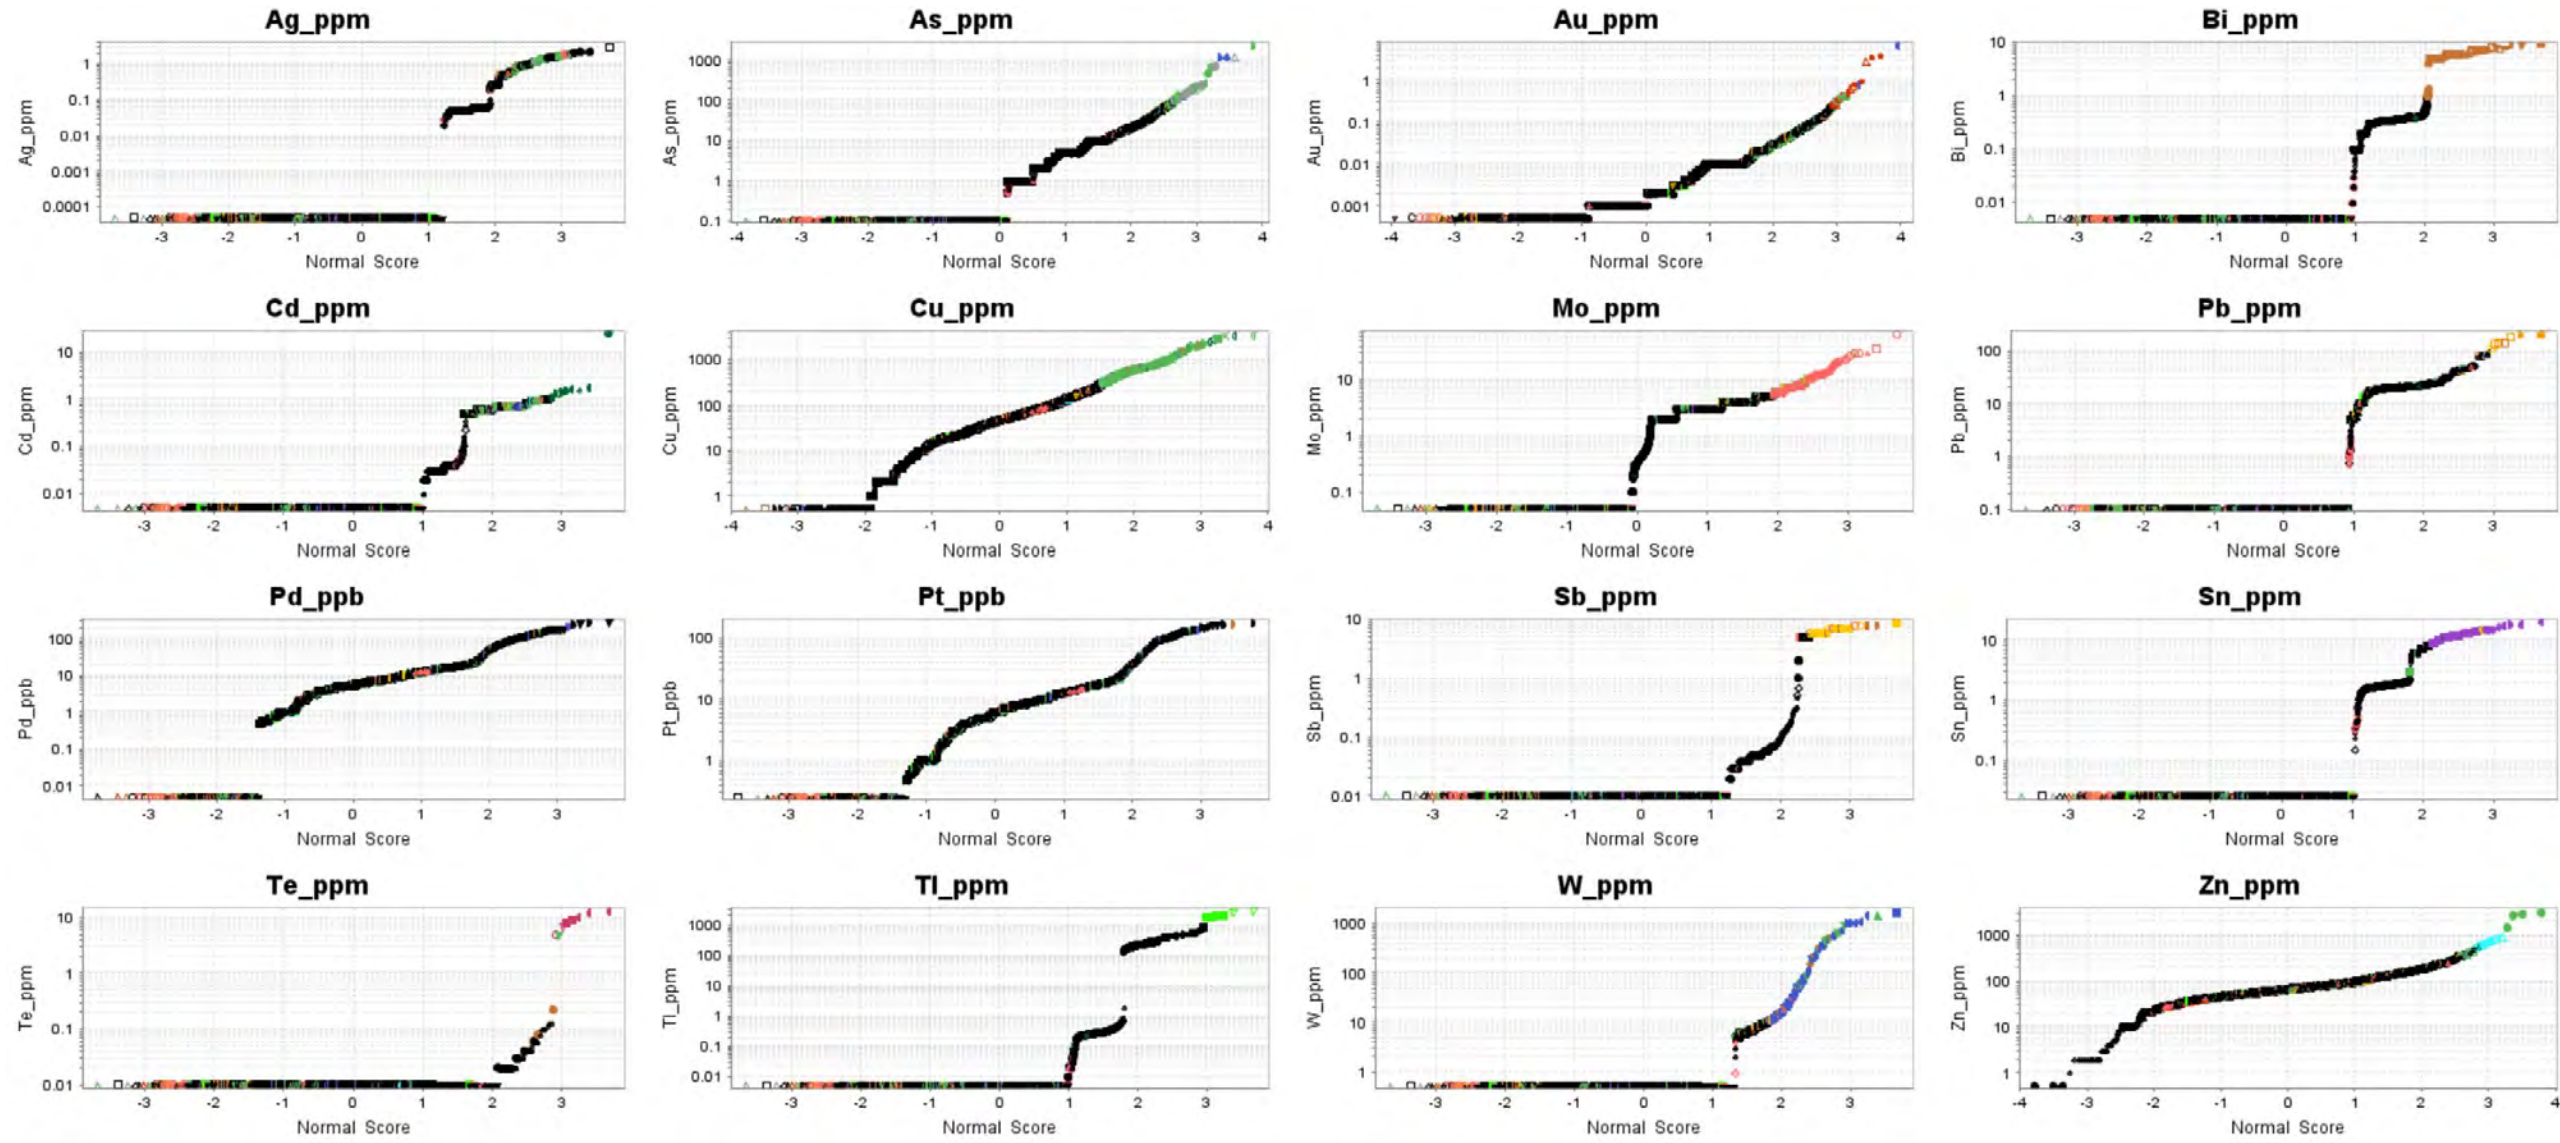 Ag_ppm As_ppm Au_ppm Bi_ppm
Ag_ppm
1
0.1
0.01
0.001
0.0001
-3 -2 -1 0 1 2 3
Normal Score
As_ppm
1000
100
10
1
0.1
-4 -3 -2 -1 0 1 2 3 4
Normal Score
Au_ppm
1
0.1
0.01
0.001
-4 -3 -2 -1 0 1 2 3 4
Normal Score
Bi_ppm
10
1
0.1
0.01
-3 -2 -1 0 1 2 3
Normal Score
Cd_ppm Cu_ppm Mo_ppm Pb_ppm
Cd_ppm
10
1
0.1
0.01
-3 -2 -1 0 1 2 3
Normal Score
Cu_ppm
1000
100
10
1
-4 -3 -2 -1 0 1 2 3 4
Normal Score
Mo_ppm
10
1
0.1
-3 -2 -1 0 1 2 3
Normal Score
Pb_ppm
100
10
1
0.1
-3 -2 -1 0 1 2 3
Normal Score
Pd_ppb Pt_ppb Sb_ppm Sn_ppm
Pd_ppb
100
10
1
0.1
0.01
-3 -2 -1 0 1 2 3
Normal Score
Pt_ppb
100
10
1
-3 -2 -1 0 1 2 3
Normal Score
Sb_ppm
10
1
0.1
0.01
-3 -2 -1 0 1 2 3
Normal Score
Sn_ppm
10
1
0.1
-3 -2 -1 0 1 2 3
Normal Score
Te_ppm Tl_ppm W_ppm Zn_ppm
Te_ppm
10
1
0.1
0.01
-3 -2 -1 0 1 2 3
Normal Score
Tl_ppm
1000
100
10
1
0.1
0.01
-3 -2 -1 0 1 2 3
Normal Score
W_ppm
1000
100
10
1
-3 -2 -1 0 1 2 3
Normal Score
Zn_ppm
1000
100
10
1
-4 -3 -2 -1 0 1 2 3 4
Normal Score